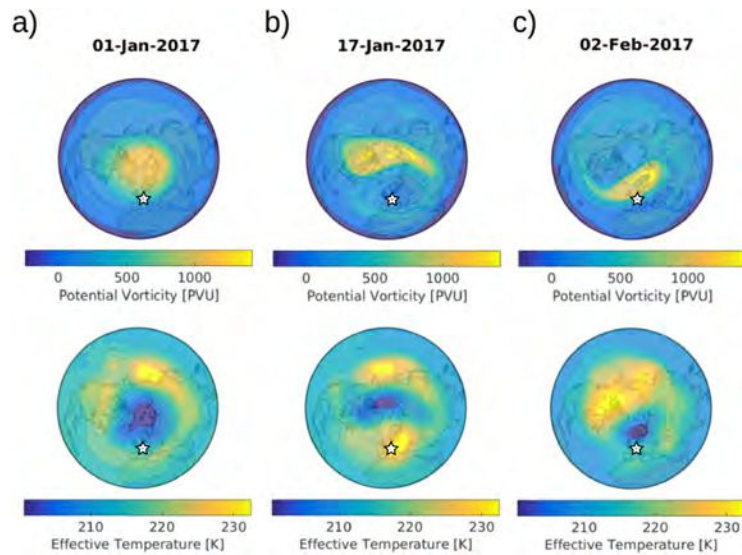 a) b) c)
01-Jan-2017 17-Jan-2017 02-Feb-2017
0 500 1000 0 500 1000 0 500 1000
Potential Vorticity [PVU] Potential Vorticity [PVU] Potential Vorticity [PVU]
210 220 230 210 220 230 210 220 230
Effective Temperature [K] Effective Temperature [K] Effective Temperature [K]